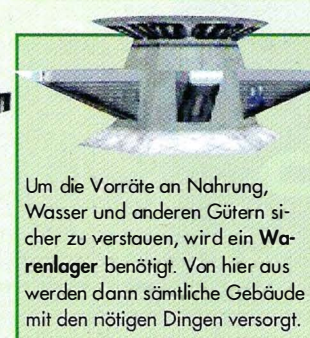 Um die Vorräte an Nahrung,
Wasser und anderen Gütern si-
cher zu verstauen, wird ein Wa-
renlager benötigt. Von hier aus
werden dann sämtliche Gebäude
mit den nötigen Dingen versorgt.